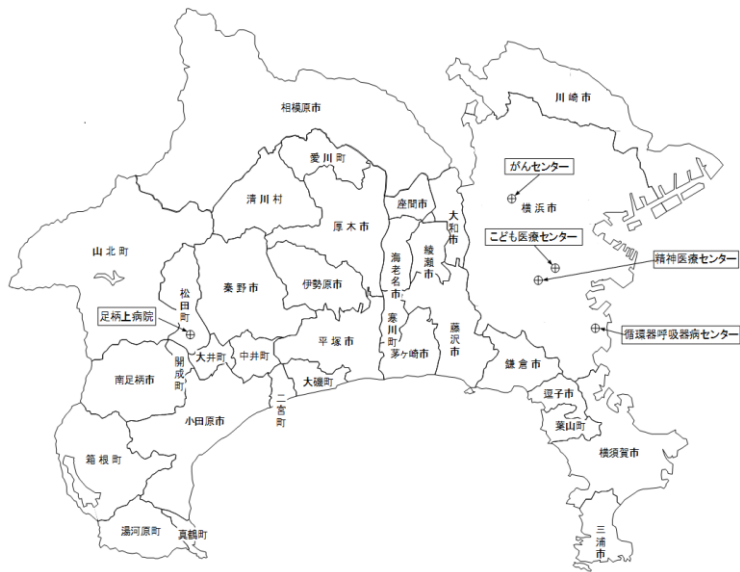 川崎市
相模原市
愛川町
がんセンター
清川村
座間市
横浜市
厚木市
大和市
山北町
こども医療センター
綾瀬市
海老名市
精神医療センター
秦野市
伊勢原市
松田町
足柄上病院
寒川町
循環器呼吸器病センター
平塚市
藤沢市
大井町
中井町
茅ヶ崎市
開成町
鎌倉市
南足柄市
大磯町
二宮町
逗子市
小田原市
葉山町
箱根町
横須賀市
湯河原町
真鶴町
三浦市